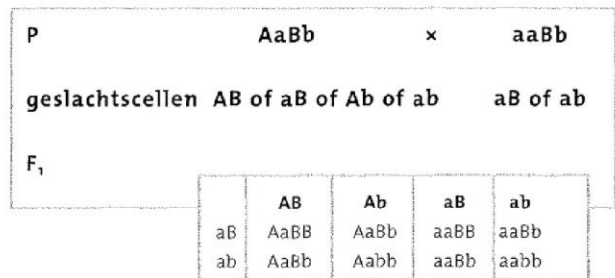 P AaBb × aaBb
geslachtscellen AB of aB of Ab of ab aB of ab
F₁
AB Ab aB ab
aB AaBB AaBb aaBB aaBb
ab AaBb Aabb aaBb aabb